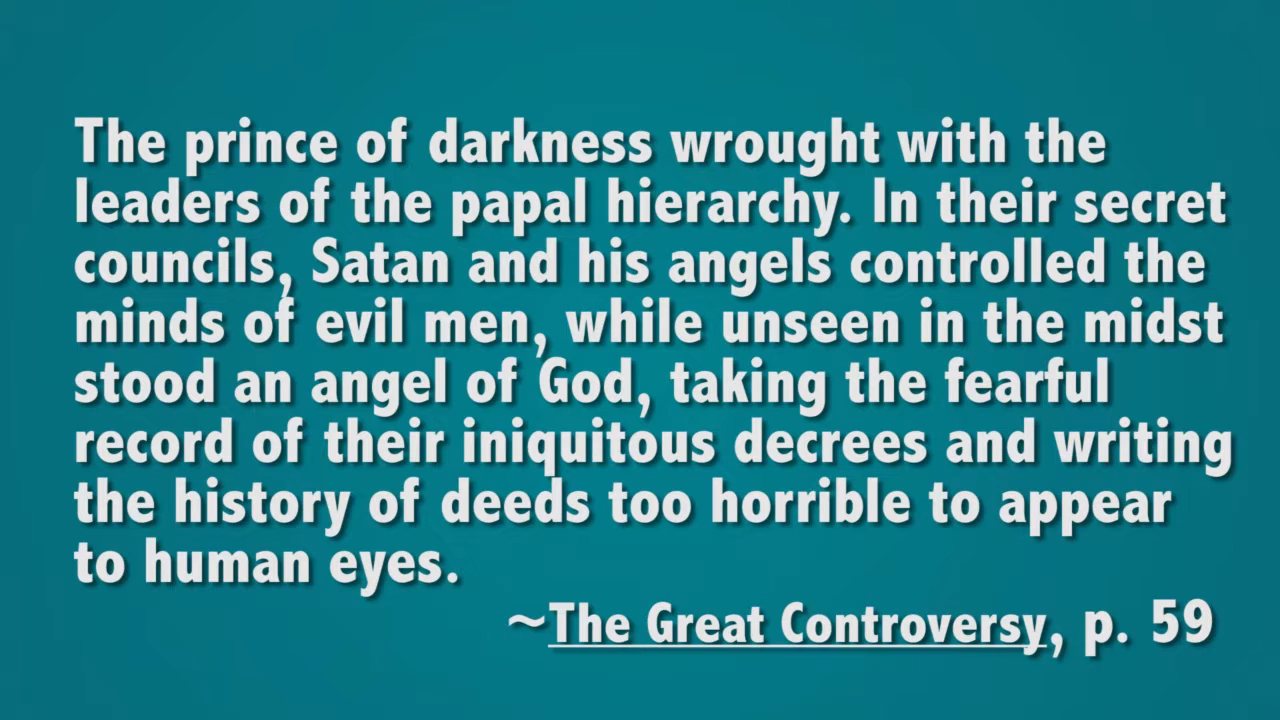 The prince of darkness wrought with the
leaders of the papal hierarchy. In their secret
councils, Satan and his angels controlled the
minds of evil men, while unseen in the midst
stood an angel of God, taking the fearful
record of their iniquitous decrees and writing
the history of deeds too horrible to appear
to human eyes.
~The Great Controversy, p. 59